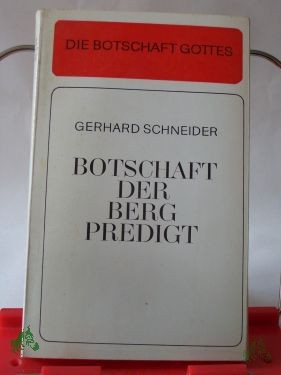 DIE BOTSCHAFT GOTTES
GERHARD SCHNEIDER
BOTSCHAFT
DER
BERG
PREDIGT